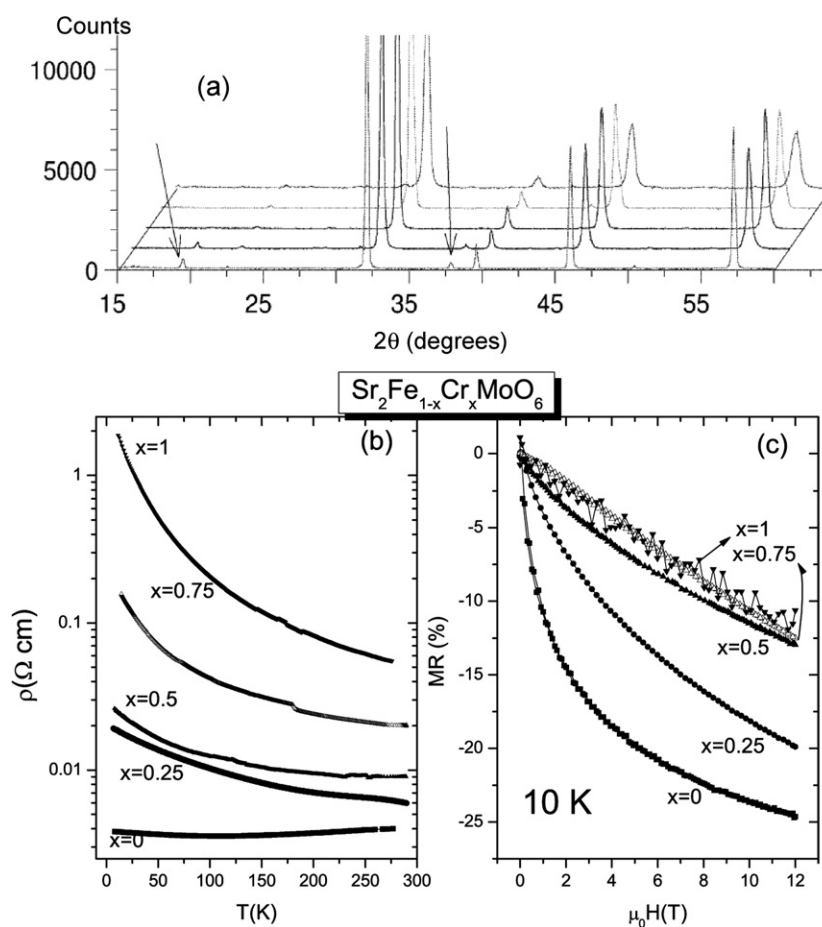 Counts
10000
(a)
5000
0
15 25 35 45 55
2θ (degrees)
Sr₂Fe₁₋ₓCrₓMoO₆
(b)
x=1
x=0.75
x=0.5
x=0.25
x=0
1
0.1
0.01
ρ(Ω cm)
0 50 100 150 200 250 300
T(K)
(c)
x=1
x=0.75
x=0.5
x=0.25
x=0
10 K
0
-5
-10
-15
-20
-25
MR (%)
0 2 4 6 8 10 12
μ₀H(T)